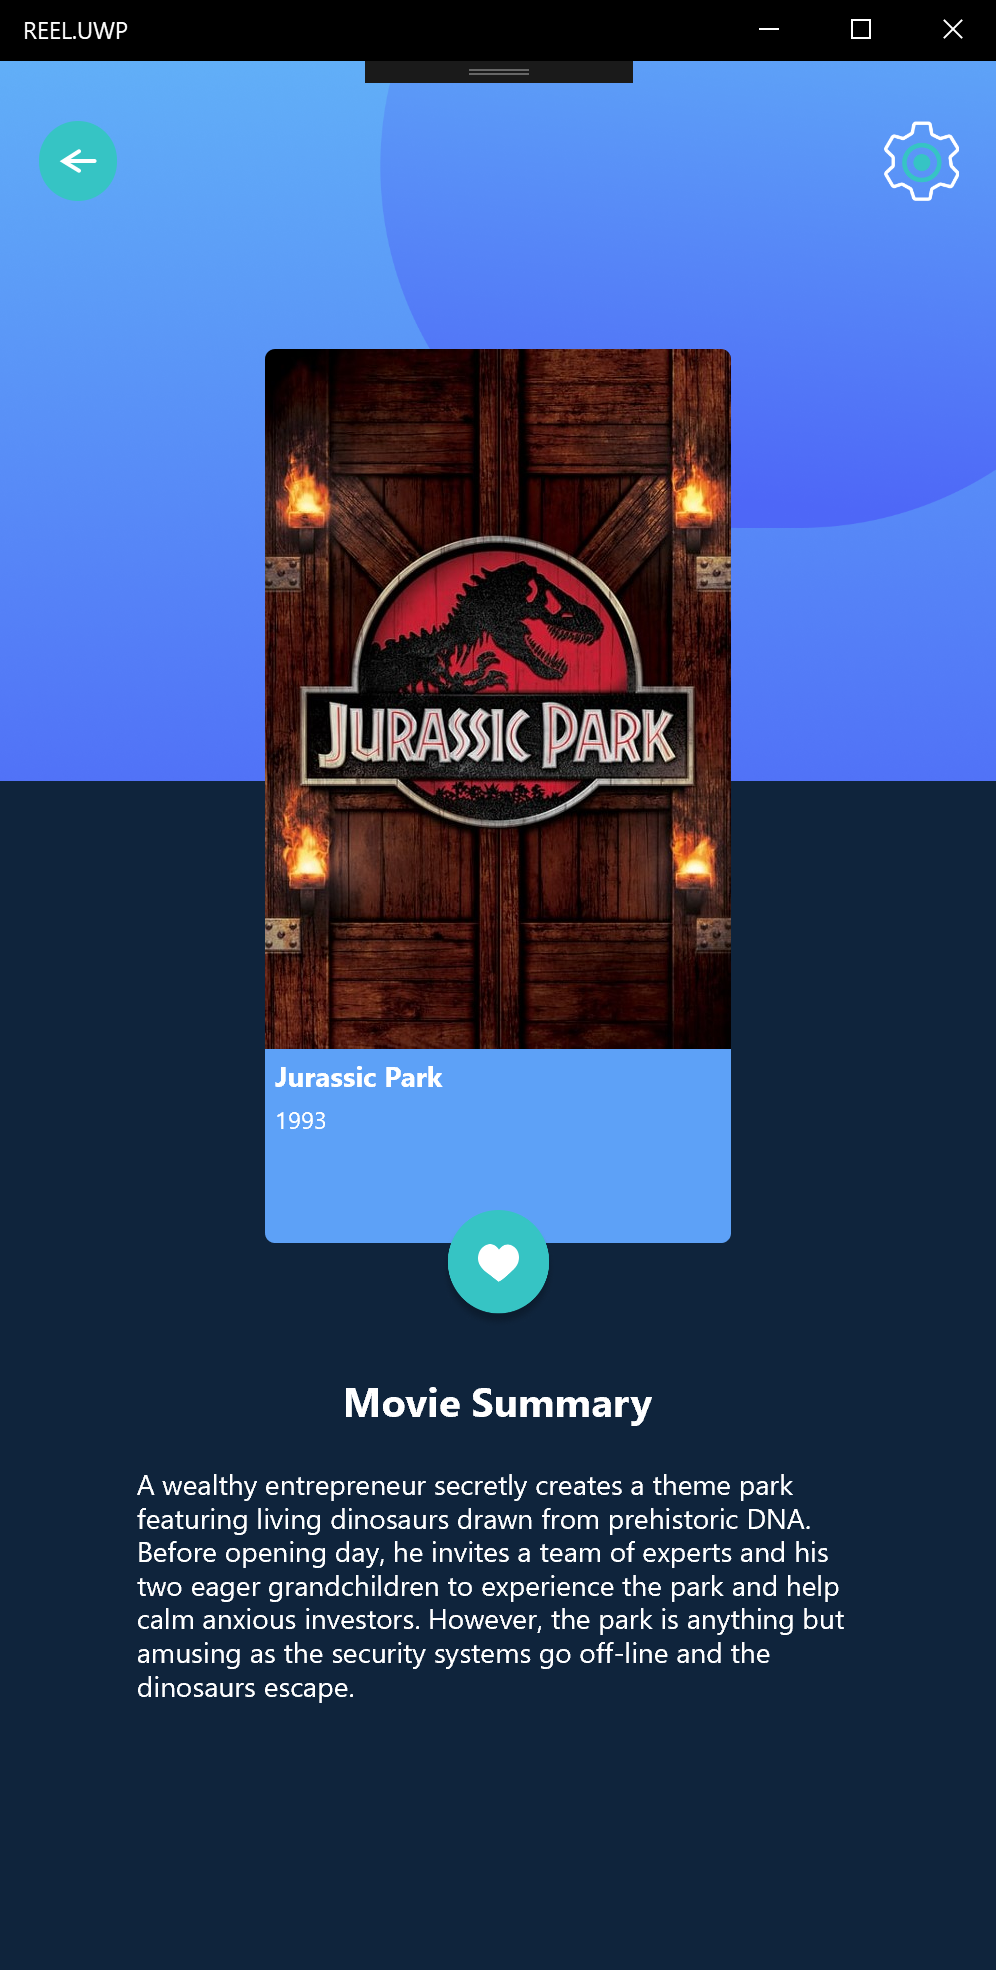 REEL.UWP
JURASSIC PARK
Jurassic Park
1993
Movie Summary
A wealthy entrepreneur secretly creates a theme park
featuring living dinosaurs drawn from prehistoric DNA.
Before opening day, he invites a team of experts and his
two eager grandchildren to experience the park and help
calm anxious investors. However, the park is anything but
amusing as the security systems go off-line and the
dinosaurs escape.